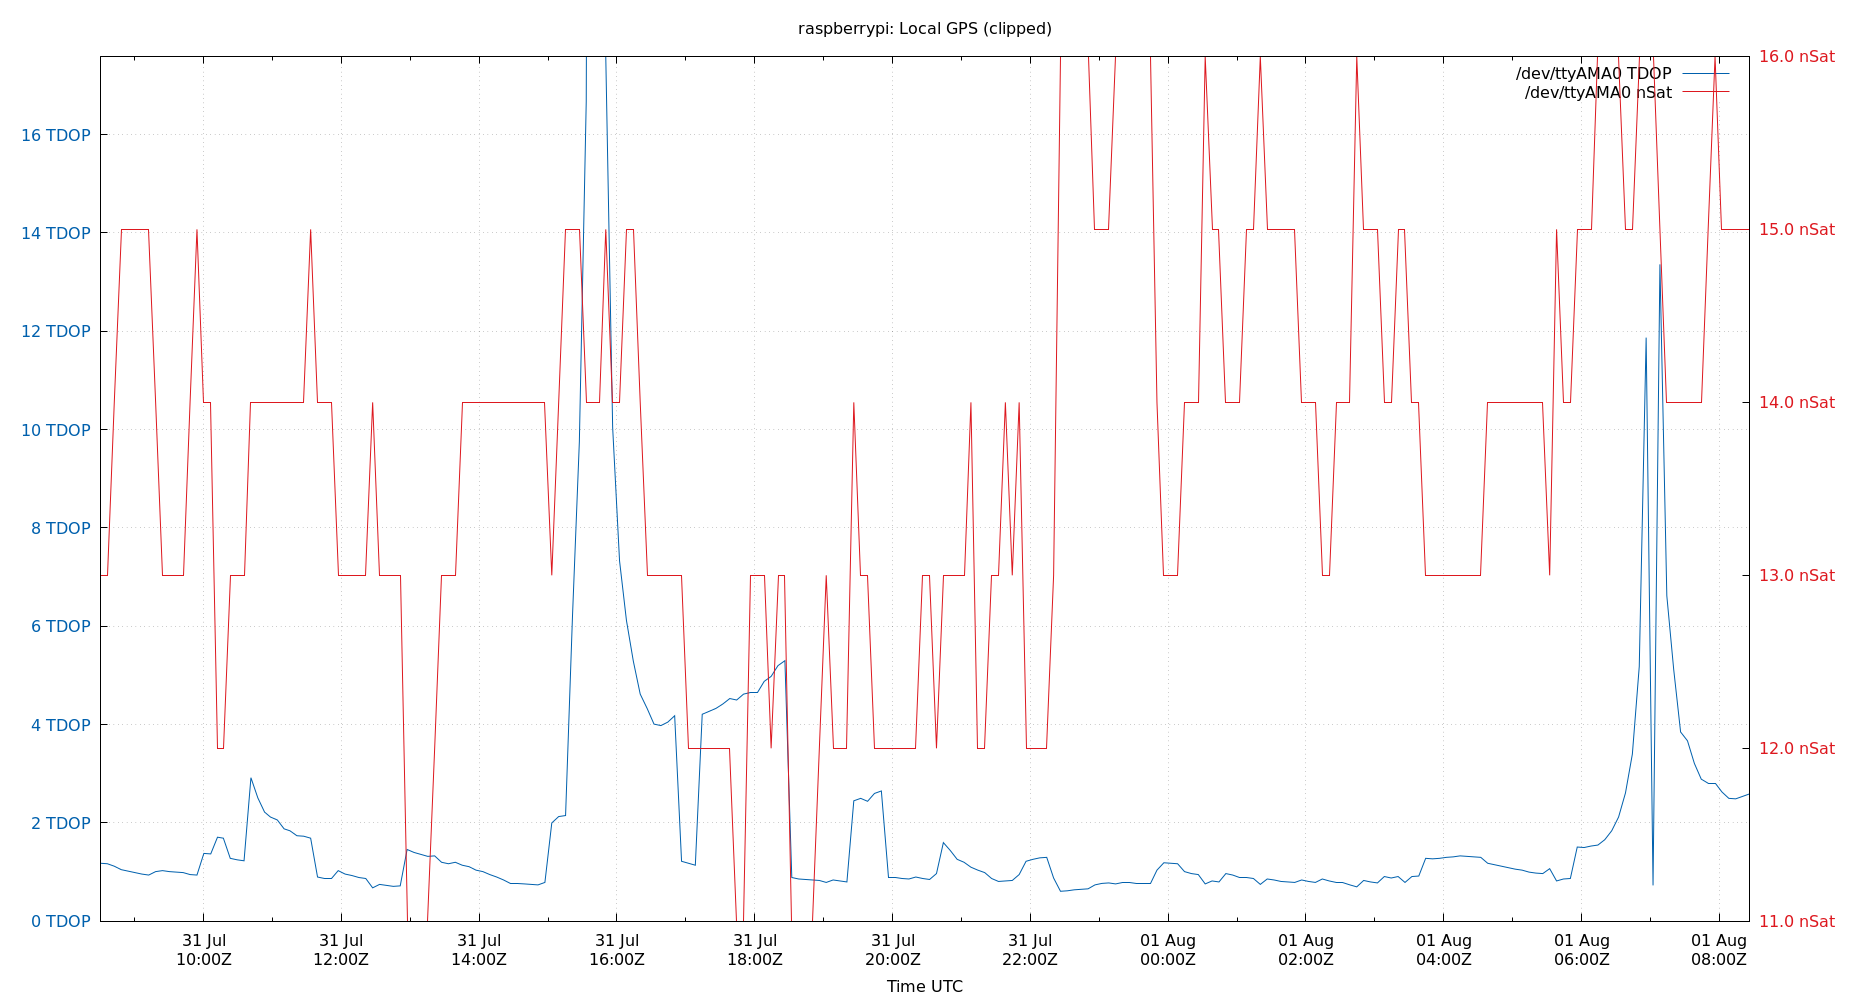 raspberrypi: Local GPS (clipped)
/dev/ttyAMA0 TDOP
/dev/ttyAMA0 nSat
16 TDOP
14 TDOP
12 TDOP
10 TDOP
8 TDOP
6 TDOP
4 TDOP
2 TDOP
0 TDOP
16.0 nSat
15.0 nSat
14.0 nSat
13.0 nSat
12.0 nSat
11.0 nSat
31 Jul
10:00Z
31 Jul
12:00Z
31 Jul
14:00Z
31 Jul
16:00Z
31 Jul
18:00Z
31 Jul
20:00Z
31 Jul
22:00Z
01 Aug
00:00Z
01 Aug
02:00Z
01 Aug
04:00Z
01 Aug
06:00Z
01 Aug
08:00Z
Time UTC